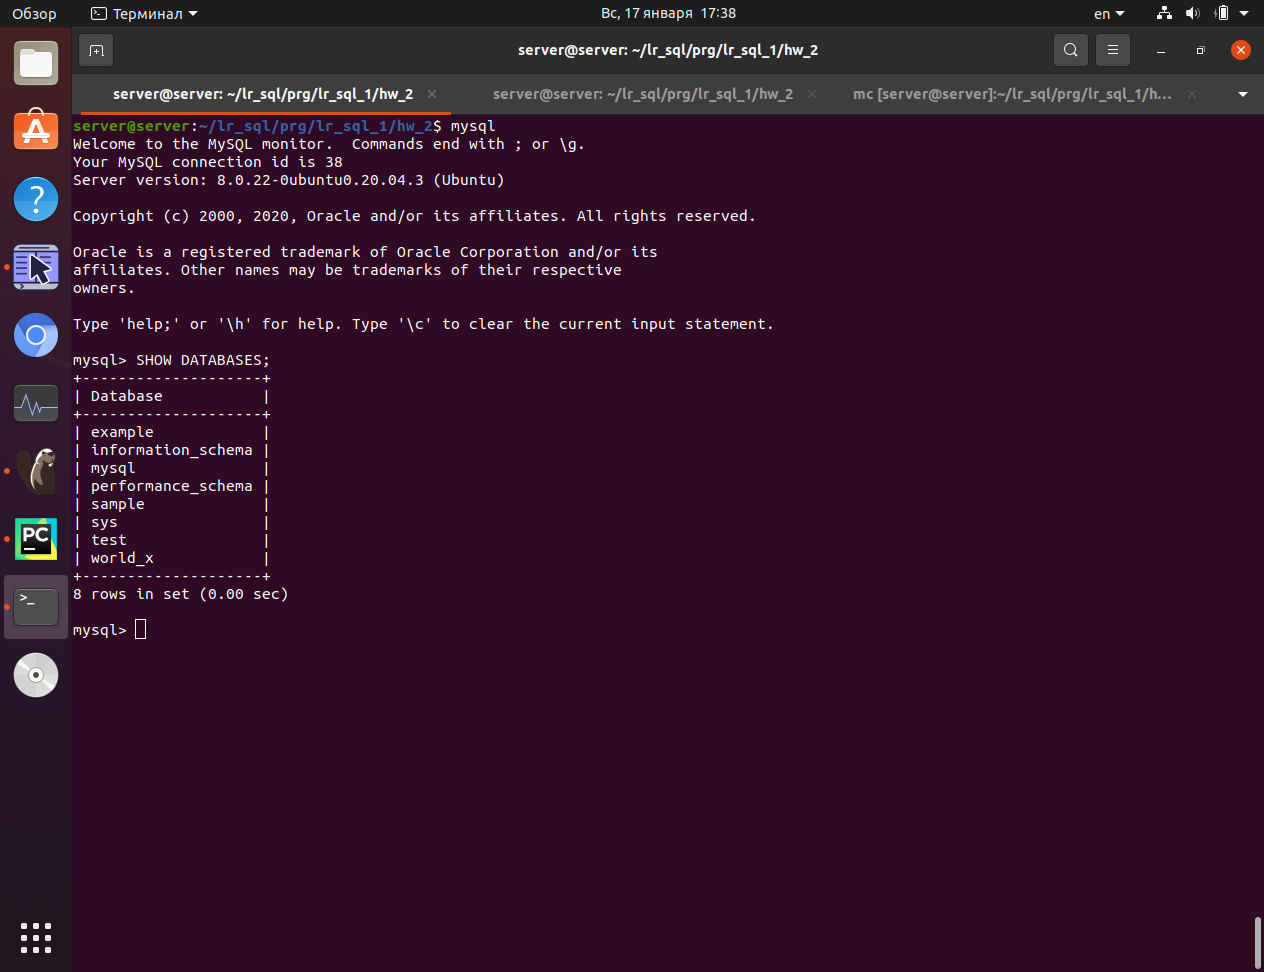 Обзор
Терминал
Вс, 17 января 17:38
en
server@server: ~/lr_sql/prg/lr_sql_1/hw_2
server@server: ~/lr_sql/prg/lr_sql_1/hw_2
server@server: ~/lr_sql/prg/lr_sql_1/hw_2
mc [server@server]:~/lr_sql/prg/lr_sql_1/h...
server@server:~/lr_sql/prg/lr_sql_1/hw_2$ mysql
Welcome to the MySQL monitor.  Commands end with ; or \g.
Your MySQL connection id is 38
Server version: 8.0.22-0ubuntu0.20.04.3 (Ubuntu)
Copyright (c) 2000, 2020, Oracle and/or its affiliates. All rights reserved.
Oracle is a registered trademark of Oracle Corporation and/or its
affiliates. Other names may be trademarks of their respective
owners.
Type 'help;' or '\h' for help. Type '\c' to clear the current input statement.
mysql> SHOW DATABASES;
+--------------------+
| Database           |
+--------------------+
| example            |
| information_schema |
| mysql              |
| performance_schema |
| sample             |
| sys                |
| test               |
| world_x            |
+--------------------+
8 rows in set (0.00 sec)
mysql>
PC
>_